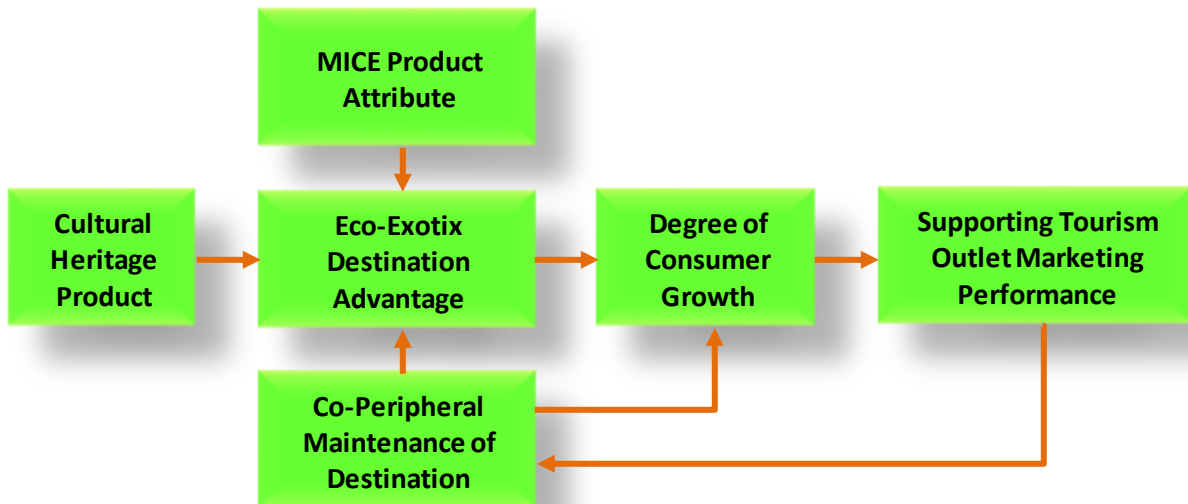 MICE Product
Attribute
Cultural
Heritage
Product
Eco-Exotix
Destination
Advantage
Degree of
Consumer
Growth
Supporting Tourism
Outlet Marketing
Performance
Co-Peripheral
Maintenance of
Destination